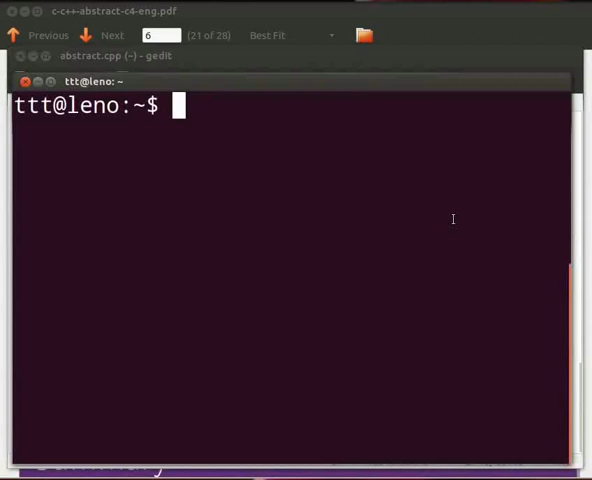 c-c++-abstract-c4-eng.pdf
Previous Next 6 (21 of 28) Best Fit
abstract.cpp (~) - gedit
ttt@leno: ~
ttt@leno:~$